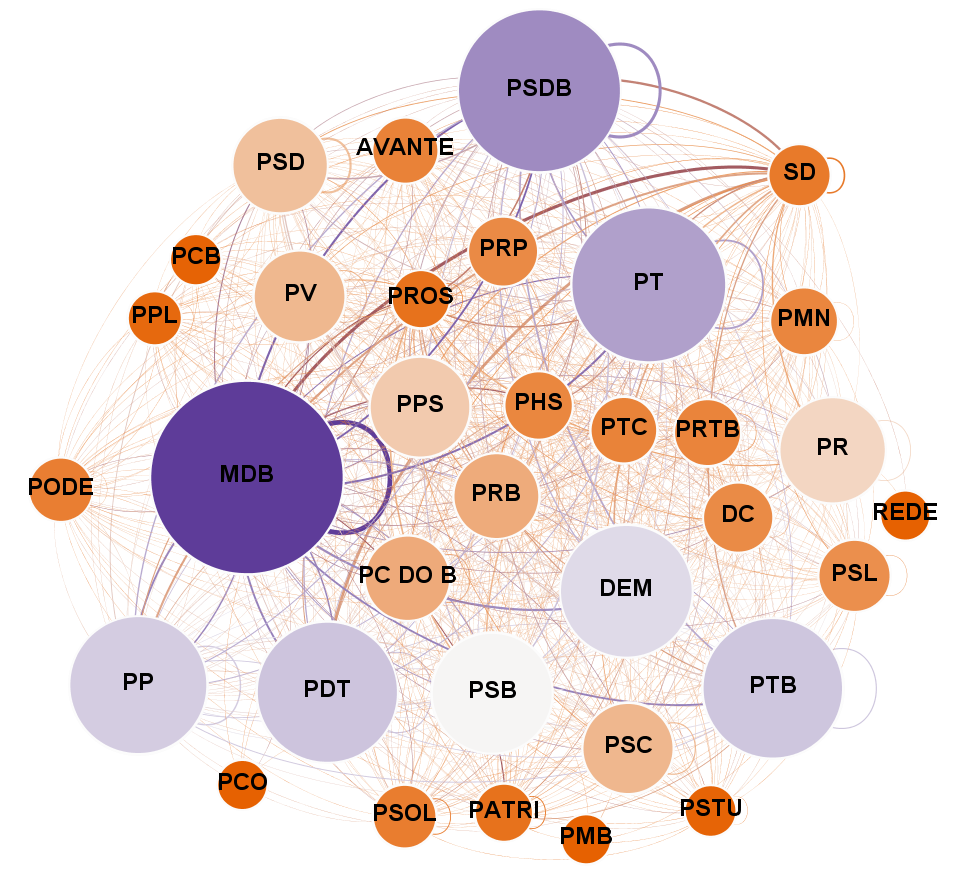 PSDB
AVANTE
PSD
SD
PRP
PCB
PT
PV
PROS
PPL
PMN
PHS
PPS
PTC
PRTB
PR
MDB
PODE
PRB
REDE
DC
PSL
PC DO B
DEM
PP
PDT
PSB
PTB
PSC
PCO
PSOL
PATRI
PSTU
PMB